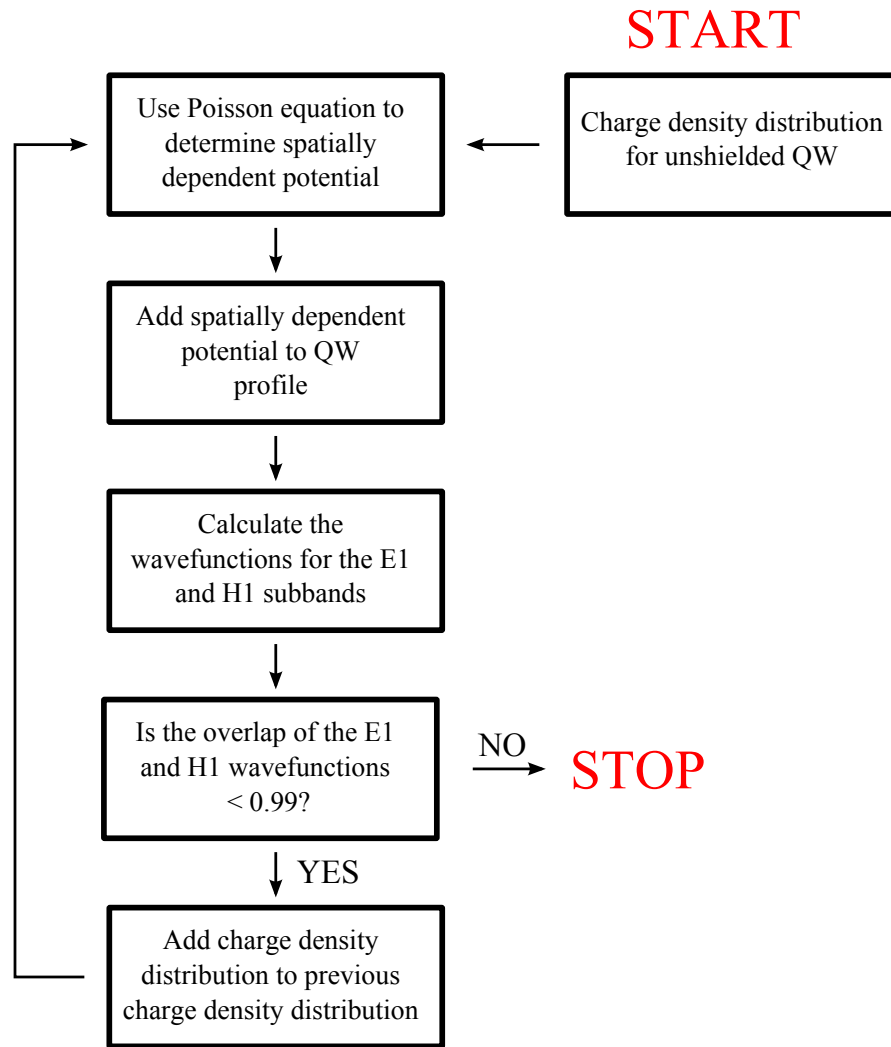 START
Charge density distribution
for unshielded QW
Use Poisson equation to
determine spatially
dependent potential
Add spatially dependent
potential to QW
profile
Calculate the
wavefunctions for the E1
and H1 subbands
Is the overlap of the E1
and H1 wavefunctions
< 0.99?
NO
STOP
YES
Add charge density
distribution to previous
charge density distribution